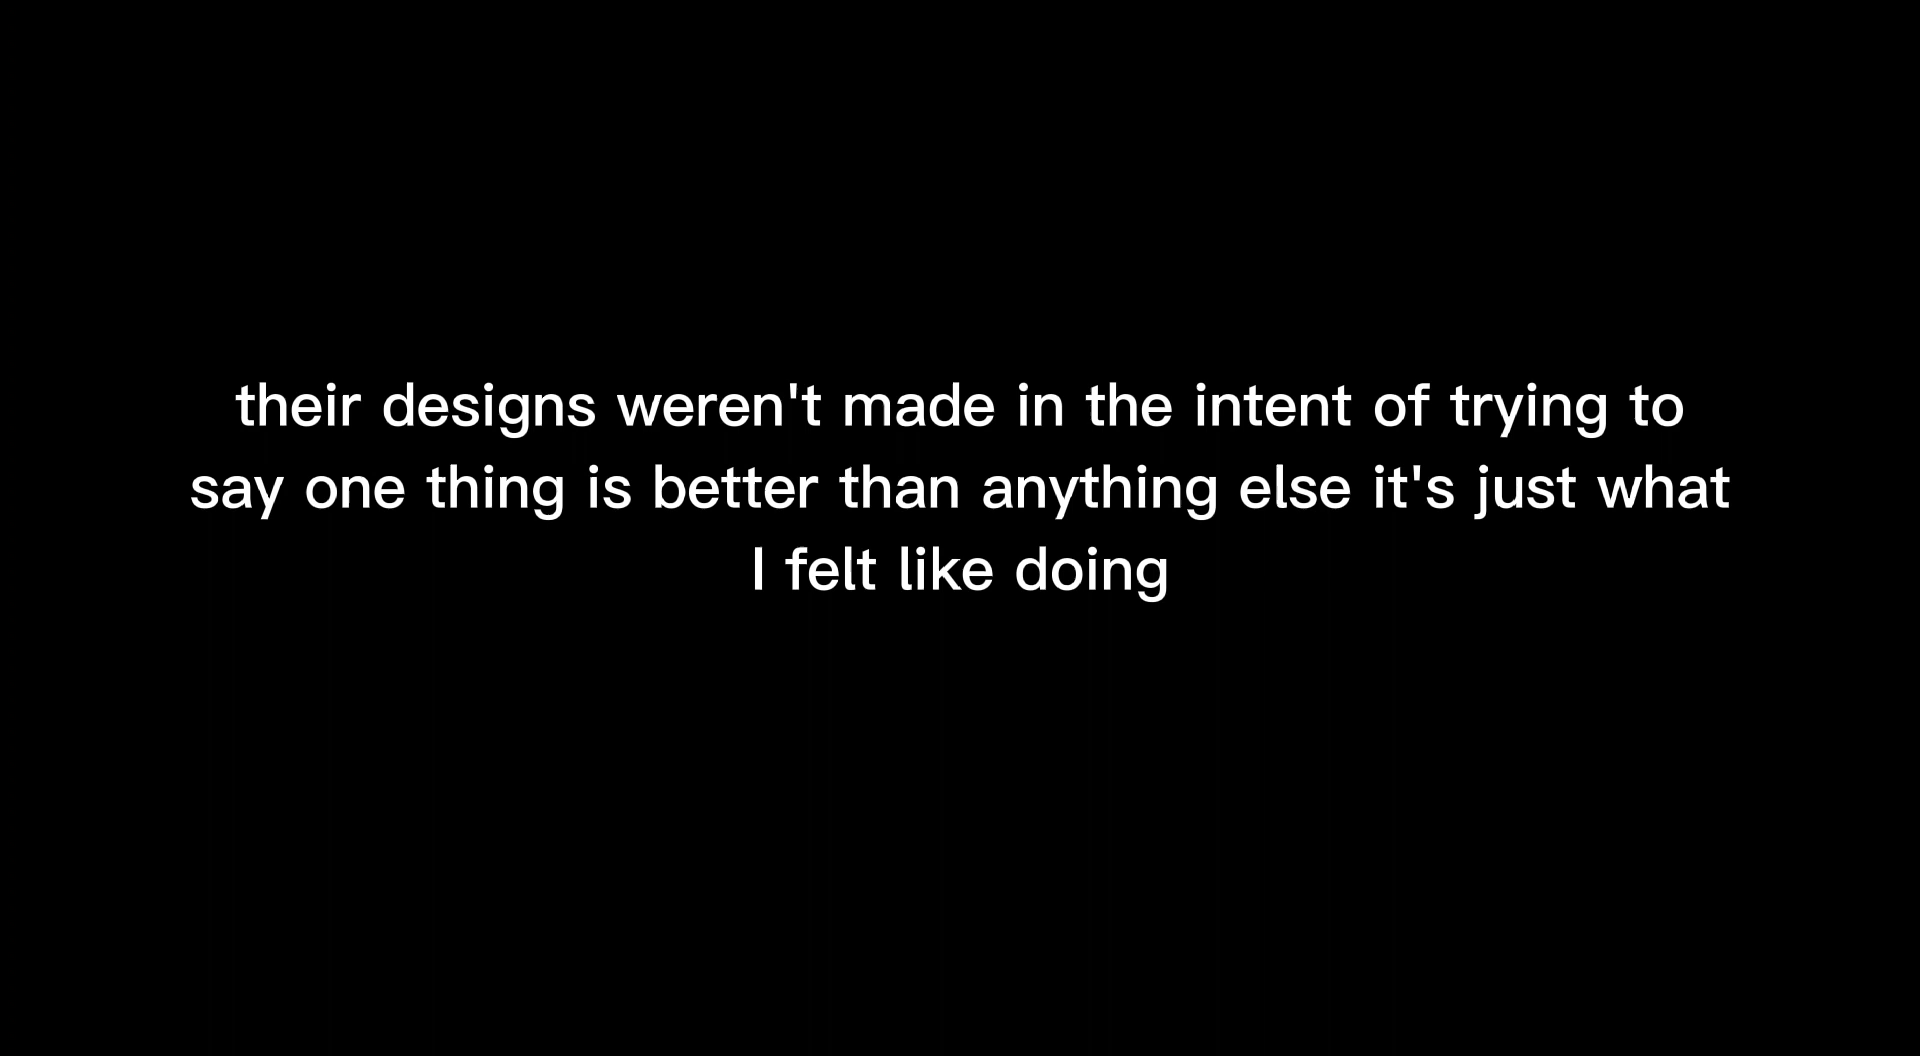 their designs weren't made in the intent of trying to
say one thing is better than anything else it's just what
I felt like doing